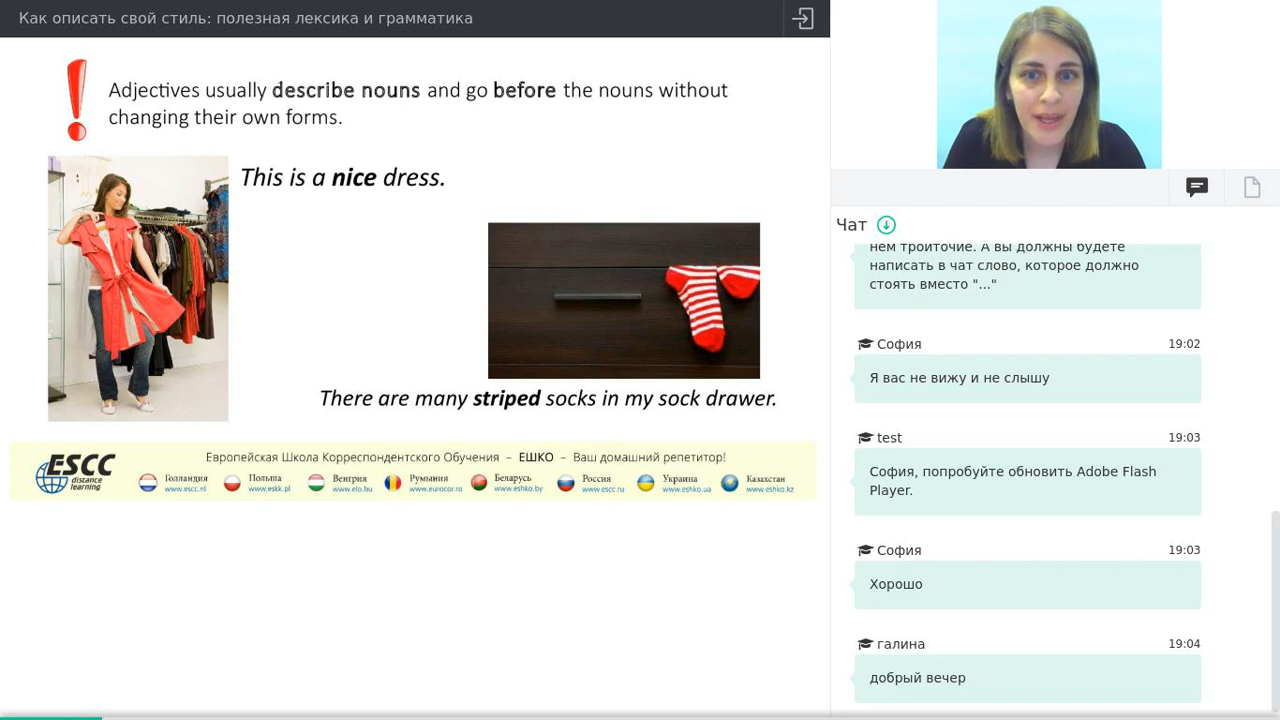 Как описать свой стиль: полезная лексика и грамматика
Adjectives usually describe nouns and go before the nouns without
changing their own forms.
This is a nice dress.
There are many striped socks in my sock drawer.
ESCC
distance
learning
Европейская Школа Корреспондентского Обучения – ЕШКО – Ваш домашний репетитор!
Голландия
www.escc.nl
Польша
www.eskk.pl
Венгрия
www.elo.hu
Румыния
www.eurocor.ro
Беларусь
www.eshko.by
Россия
www.escc.ru
Украина
www.eshko.ua
Казахстан
www.eshko.kz
Чат
нем троиточие. А вы должны будете
написать в чат слово, которое должно
стоять вместо "..."
София 19:02
Я вас не вижу и не слышу
test 19:03
София, попробуйте обновить Adobe Flash
Player.
София 19:03
Хорошо
галина 19:04
добрый вечер